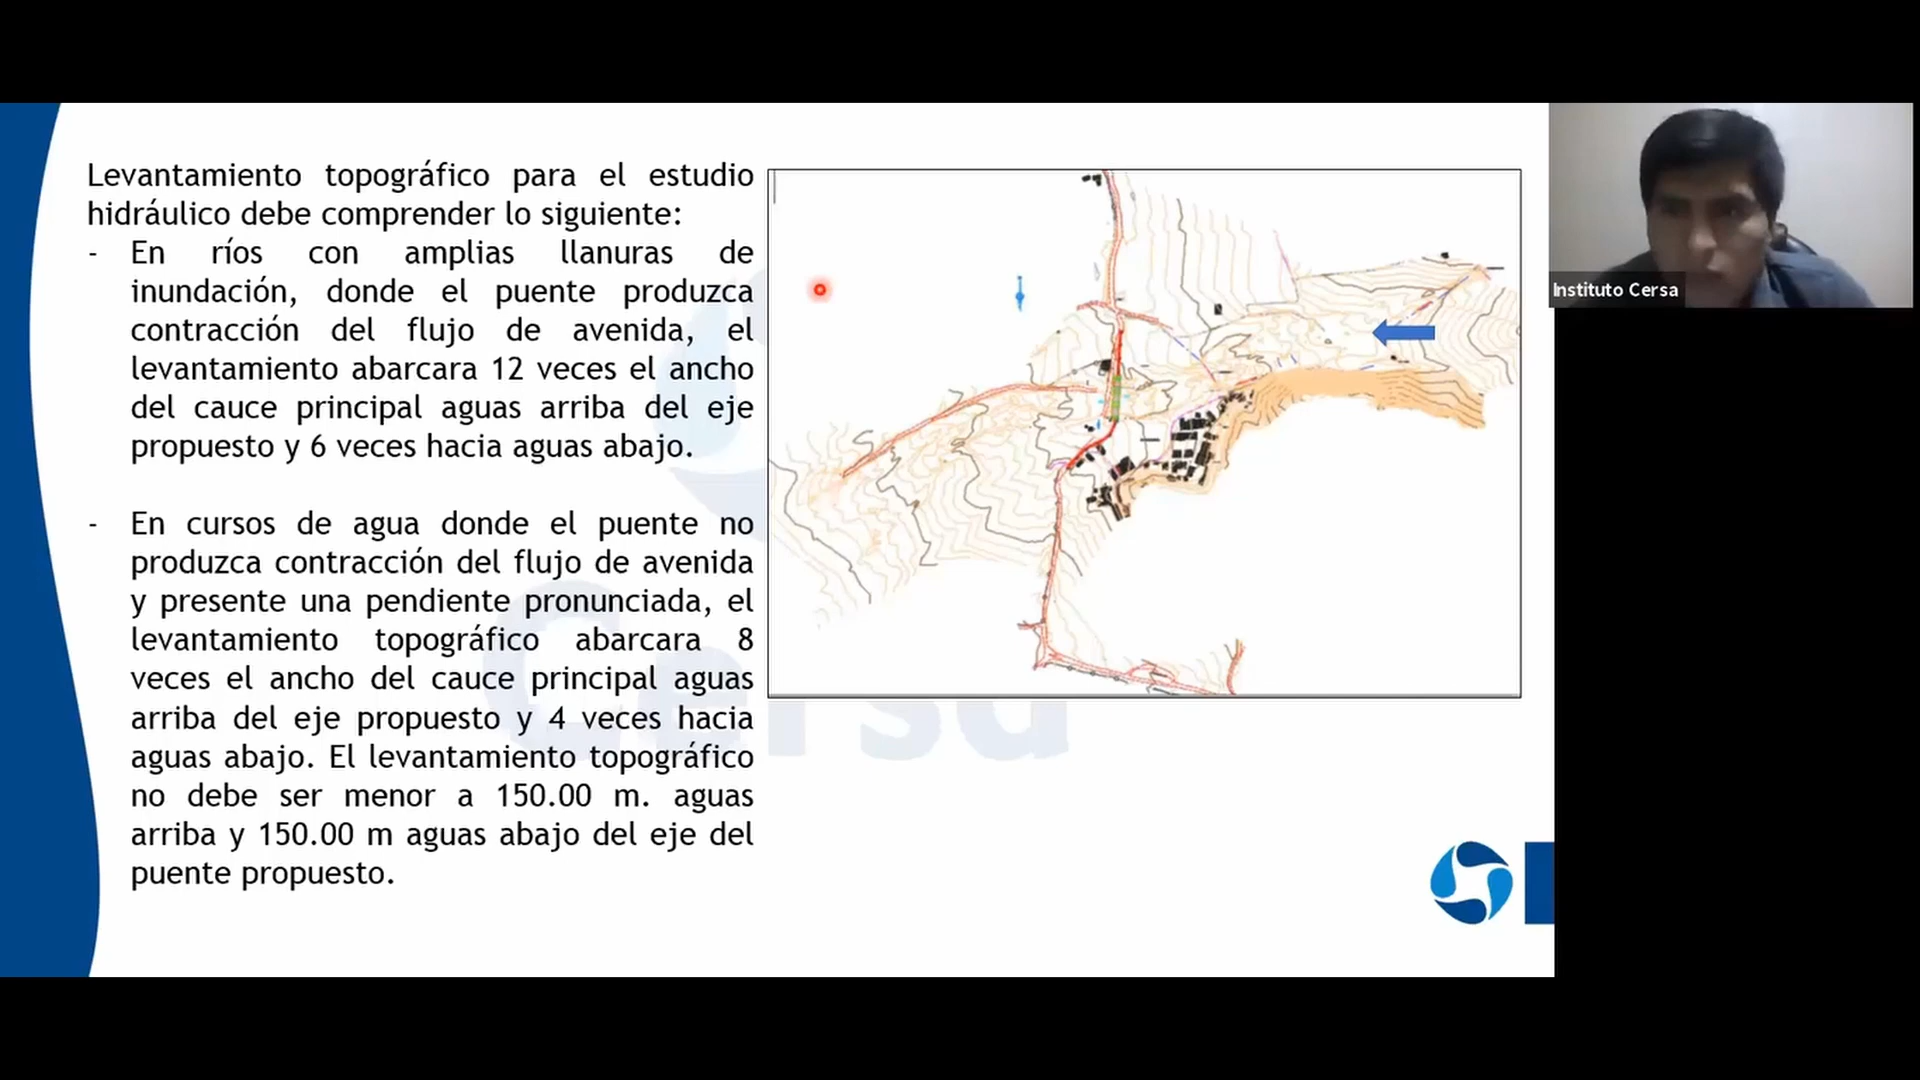 Levantamiento topográfico para el estudio
hidráulico debe comprender lo siguiente:
- En ríos con amplias llanuras de
inundación, donde el puente produzca
contracción del flujo de avenida, el
levantamiento abarcara 12 veces el ancho
del cauce principal aguas arriba del eje
propuesto y 6 veces hacia aguas abajo.
- En cursos de agua donde el puente no
produzca contracción del flujo de avenida
y presente una pendiente pronunciada, el
levantamiento topográfico abarcara 8
veces el ancho del cauce principal aguas
arriba del eje propuesto y 4 veces hacia
aguas abajo. El levantamiento topográfico
no debe ser menor a 150.00 m. aguas
arriba y 150.00 m aguas abajo del eje del
puente propuesto.
Cersa
Instituto Cersa